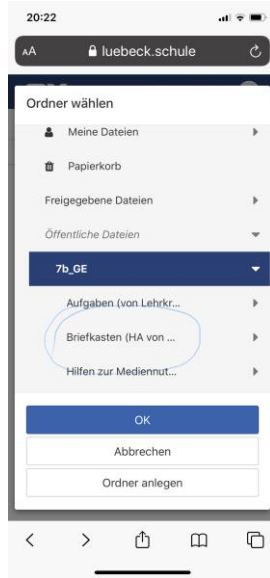 20:22
AA luebeck.schule
Ordner wählen
Meine Dateien
Papierkorb
Freigegebene Dateien
Öffentliche Dateien
7b_GE
Aufgaben (von Lehrkr...
Briefkasten (HA von ...
Hilfen zur Mediennut...
OK
Abbrechen
Ordner anlegen